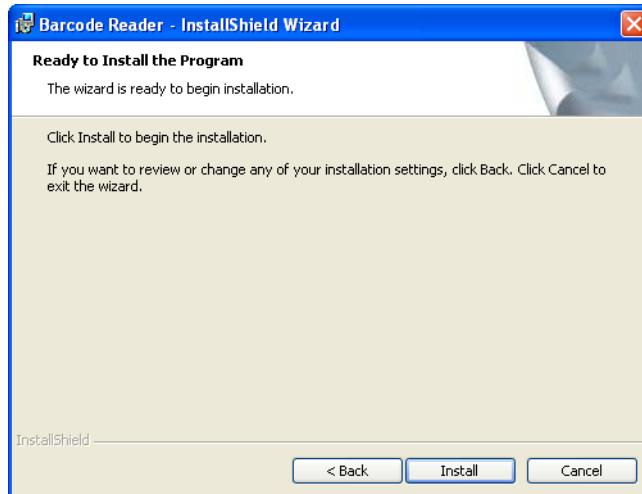 Barcode Reader - InstallShield Wizard
Ready to Install the Program
The wizard is ready to begin installation.
Click Install to begin the installation.
If you want to review or change any of your installation settings, click Back. Click Cancel to
exit the wizard.
InstallShield
< Back
Install
Cancel